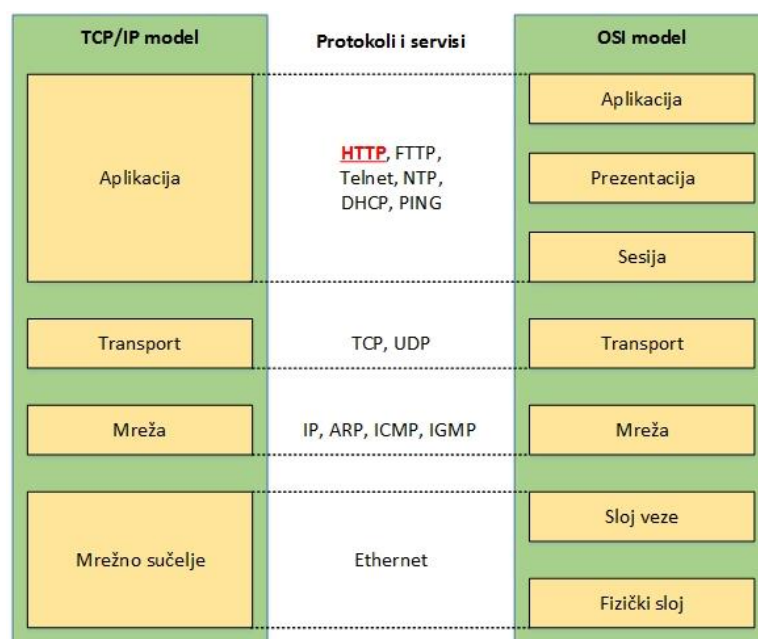 TCP/IP model
Protokoli i servisi
OSI model
Aplikacija
HTTP, FTTP,
Telnet, NTP,
DHCP, PING
Aplikacija
Prezentacija
Sesija
Transport
TCP, UDP
Transport
Mreža
IP, ARP, ICMP, IGMP
Mreža
Mrežno sučelje
Ethernet
Sloj veze
Fizički sloj